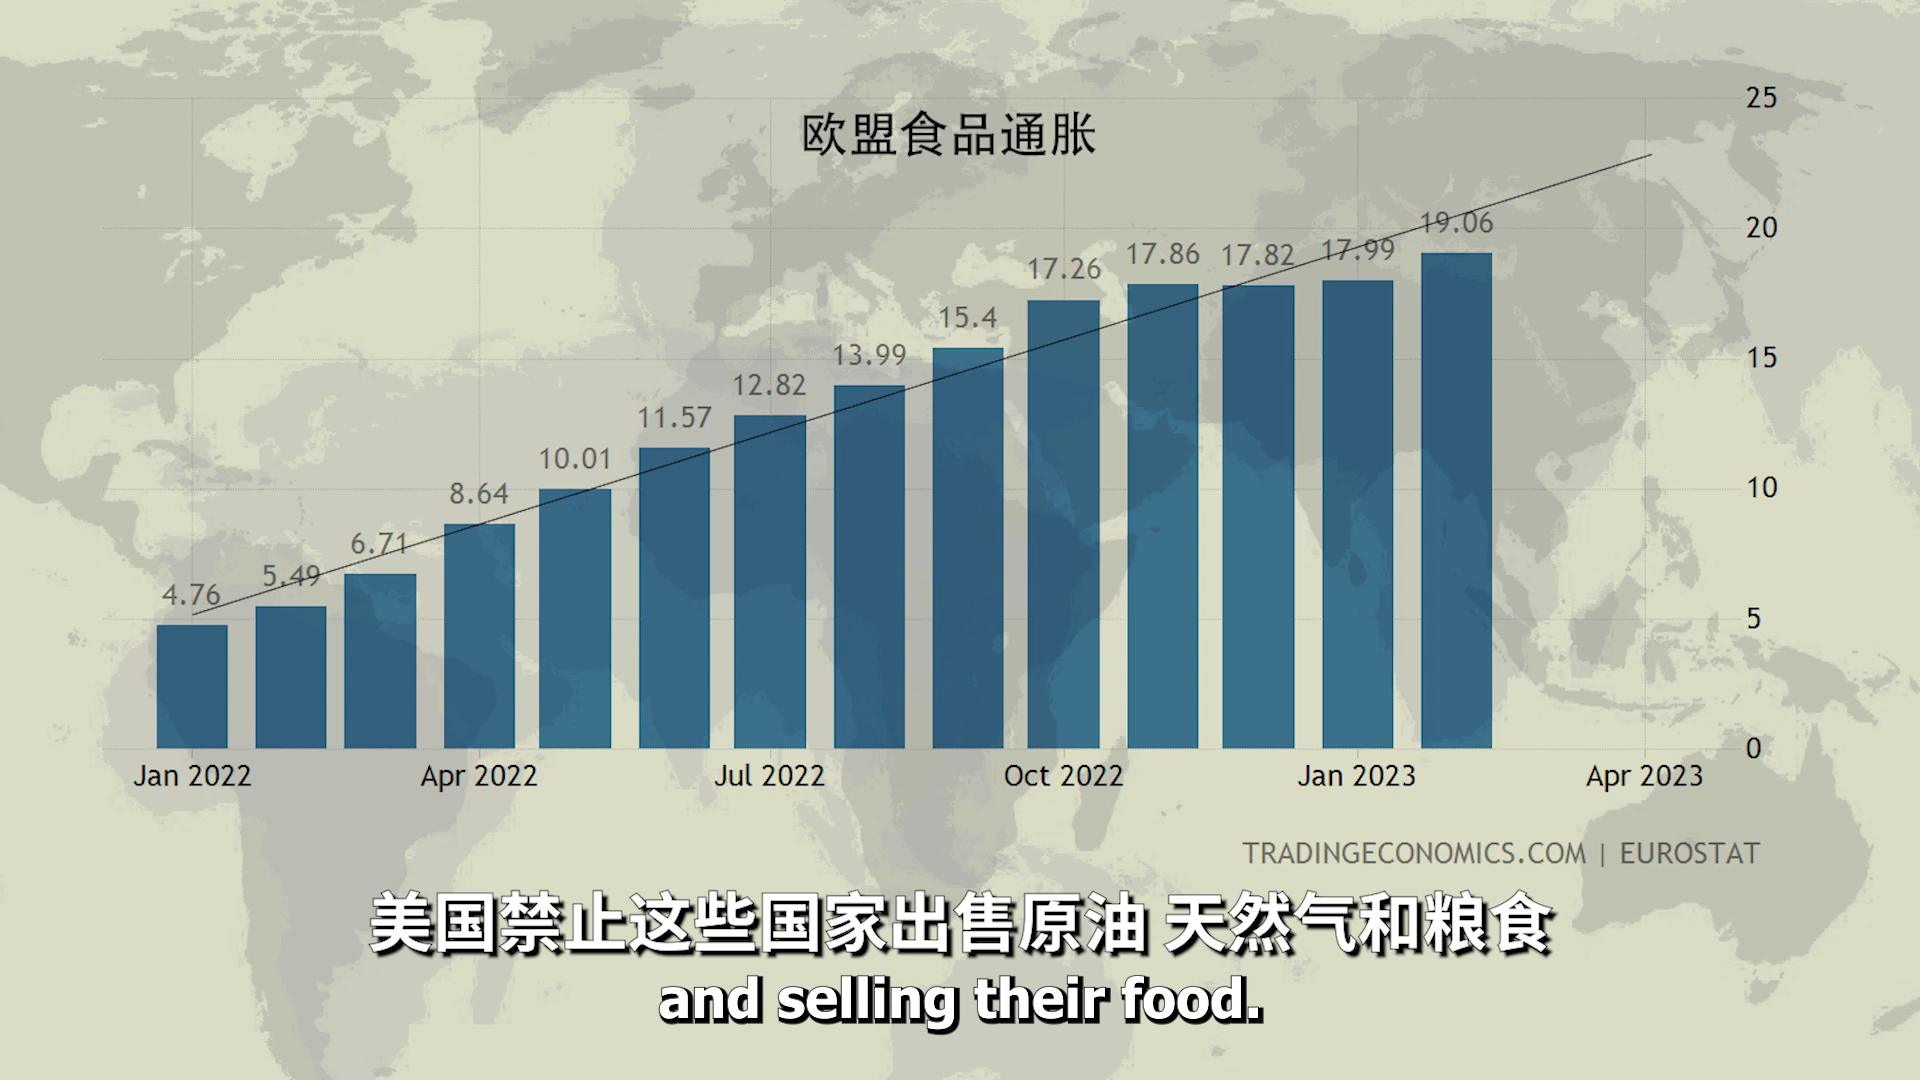 欧盟食品通胀
25
20
15
10
5
0
4.76
5.49
6.71
8.64
10.01
11.57
12.82
13.99
15.4
17.26
17.86
17.82
17.99
19.06
Jan 2022
Apr 2022
Jul 2022
Oct 2022
Jan 2023
Apr 2023
TRADINGECONOMICS.COM | EUROSTAT
美国禁止这些国家出售原油 天然气和粮食
and selling their food.